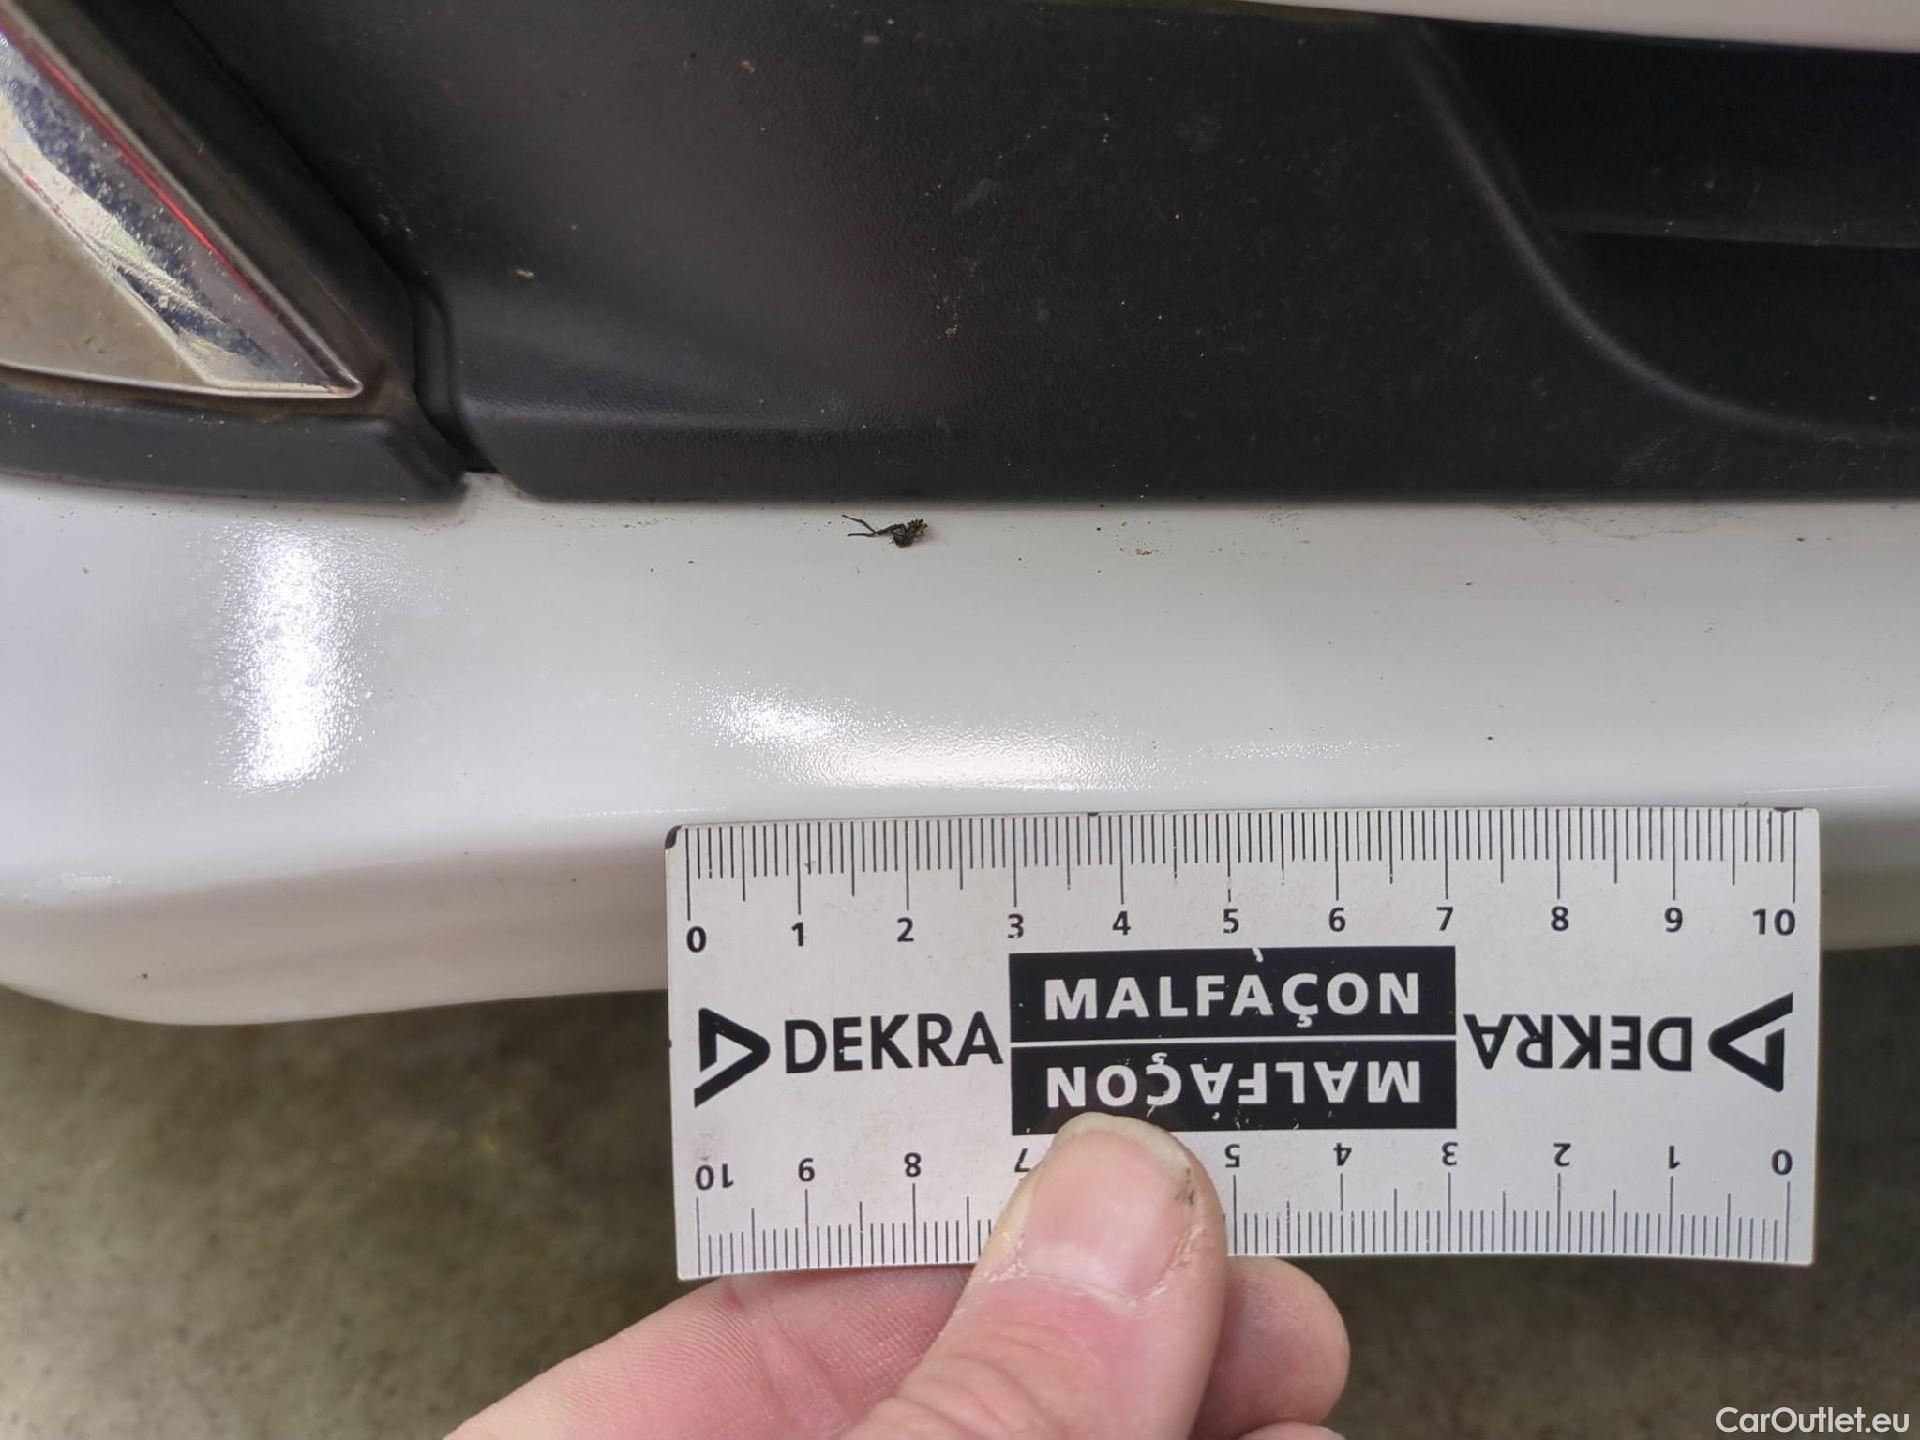 0 1 2 3 4 5 6 7 8 9 10
DEKRA MALFAÇON DEKRA
MALFAÇON
10 9 8 7 5 4 3 2 1 0
CarOutlet.eu